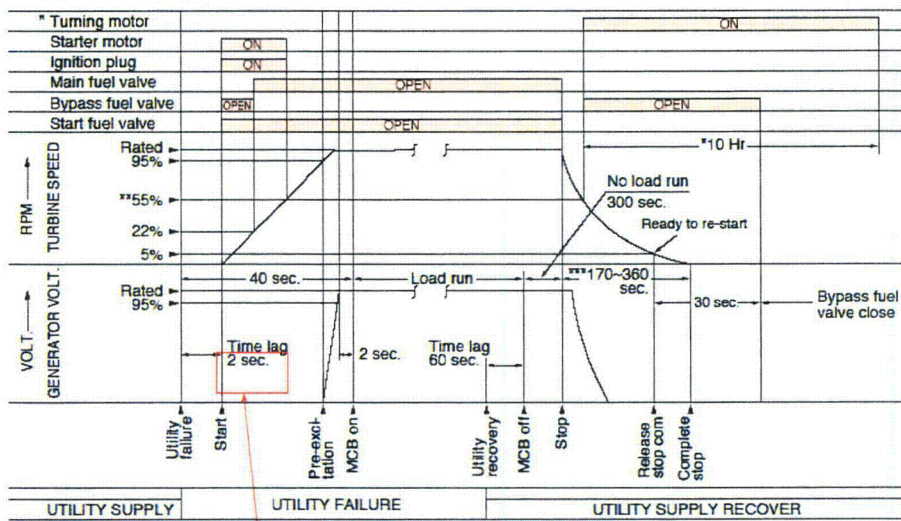 * Turning motor
ON
Starter motor
ON
Ignition plug
ON
Main fuel valve
OPEN
Bypass fuel valve
OPEN
OPEN
Start fuel valve
OPEN
RPM
TURBINE SPEED
Rated
95%
**55%
22%
5%
*10 Hr
No load run
300 sec.
Ready to re-start
40 sec.
Load run
***170~360
sec.
VOLT.
GENERATOR VOLT.
Rated
95%
30 sec.
Bypass fuel
valve close
Time lag
2 sec.
2 sec.
Time lag
60 sec.
Utility
failure
Start
Pre-exci-
tation
MCB on
Utility
recovery
MCB off
Stop
Release
stop com
Complete
stop
UTILITY SUPPLY
UTILITY FAILURE
UTILITY SUPPLY RECOVER